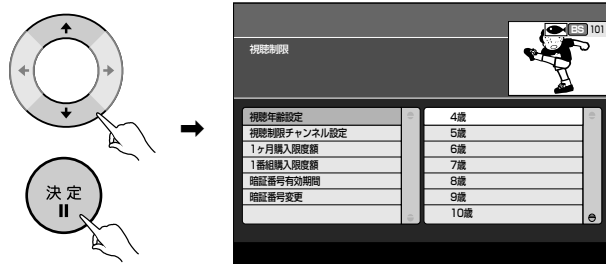 決定
BS 101
視聴制限
視聴年齢設定
視聴制限チャンネル設定
1ヶ月購入限度額
1番組購入限度額
暗証番号有効期間
暗証番号変更
4歳
5歳
6歳
7歳
8歳
9歳
10歳